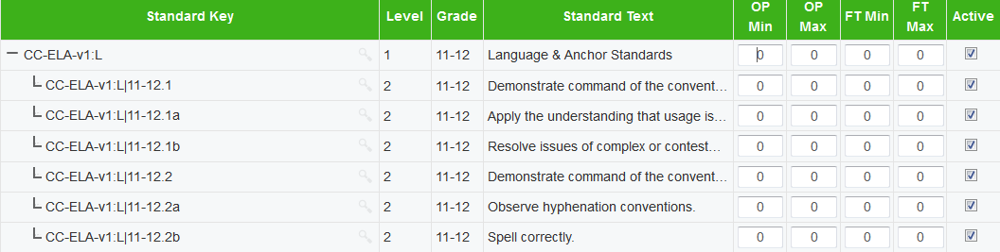 Standard Key Level Grade Standard Text OP Min OP Max FT Min FT Max Active
CC-ELA-v1:L 1 11-12 Language & Anchor Standards 0 0 0 0
CC-ELA-v1:L|11-12.1 2 11-12 Demonstrate command of the convent… 0 0 0 0
CC-ELA-v1:L|11-12.1a 2 11-12 Apply the understanding that usage is… 0 0 0 0
CC-ELA-v1:L|11-12.1b 2 11-12 Resolve issues of complex or contest… 0 0 0 0
CC-ELA-v1:L|11-12.2 2 11-12 Demonstrate command of the convent… 0 0 0 0
CC-ELA-v1:L|11-12.2a 2 11-12 Observe hyphenation conventions. 0 0 0 0
CC-ELA-v1:L|11-12.2b 2 11-12 Spell correctly. 0 0 0 0